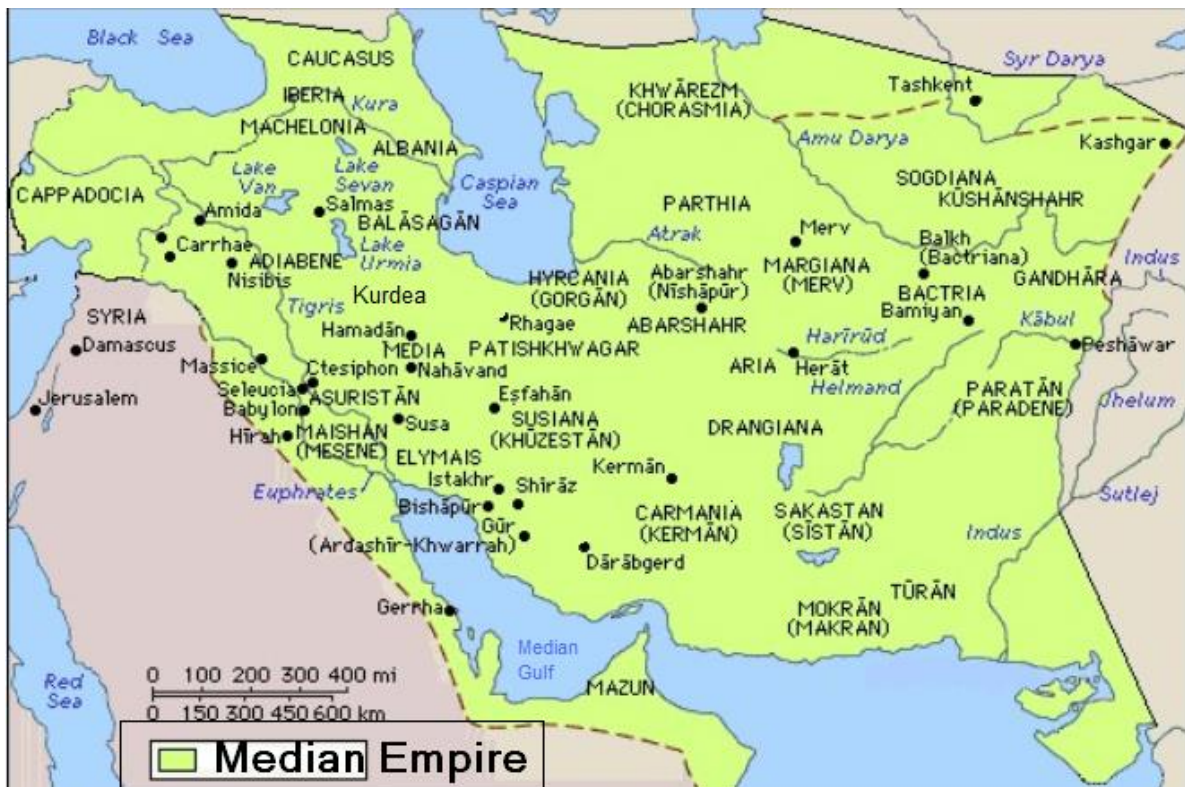 Black Sea
CAUCASUS
IBERIA
Kura
MACHELONIA
ALBANIA
Lake
Van
Lake
Sevan
CAPPADOCIA
Amida
Salmas
BALĀSAGĀN
Carrhae
ADIABENE
Nisibis
Lake
Urmia
Caspian
Sea
KHWĀREZM
(CHORASMIA)
Syr Darya
Tashkent
Amu Darya
Kashgar
SOGDIANA
KŪSHĀNSHAHR
PARTHIA
Atrak
Merv
MARGIANA
(MERV)
Balkh
(Bactriana)
Indus
GANDHĀRA
BACTRIA
Bamiyan
Kābul
Peshāwar
HYRCANIA
(GORGĀN)
Abarshahr
(Nīshāpūr)
ABARSHAHR
Tigris
Kurdea
Rhagae
Hamadān
MEDIA
Nahāvand
PATISHKHWAGAR
Harīrūd
ARIA
Herāt
Helmand
PARATĀN
(PARADENE)
Jhelum
SYRIA
Damascus
Jerusalem
Massice
Ctesiphon
Seleucia
ASURISTĀN
Babylon
Hīrah
MAISHĀN
(MESENE)
Susa
Eşfahān
SUSIANA
(KHŪZESTĀN)
DRANGIANA
ELYMAIS
Euphrates
Istakhr
Shīrāz
Bishāpūr
Gūr
(Ardashīr-Khwarrah)
Dārābgerd
Kermān
CARMANIA
(KERMĀN)
SAKASTAN
(SĪSTĀN)
Sutlej
Indus
TŪRĀN
MOKRĀN
(MAKRAN)
Gerrha
Median
Gulf
MAZUN
Red
Sea
0 100 200 300 400 mi
0 150 300 450 600 km
Median Empire